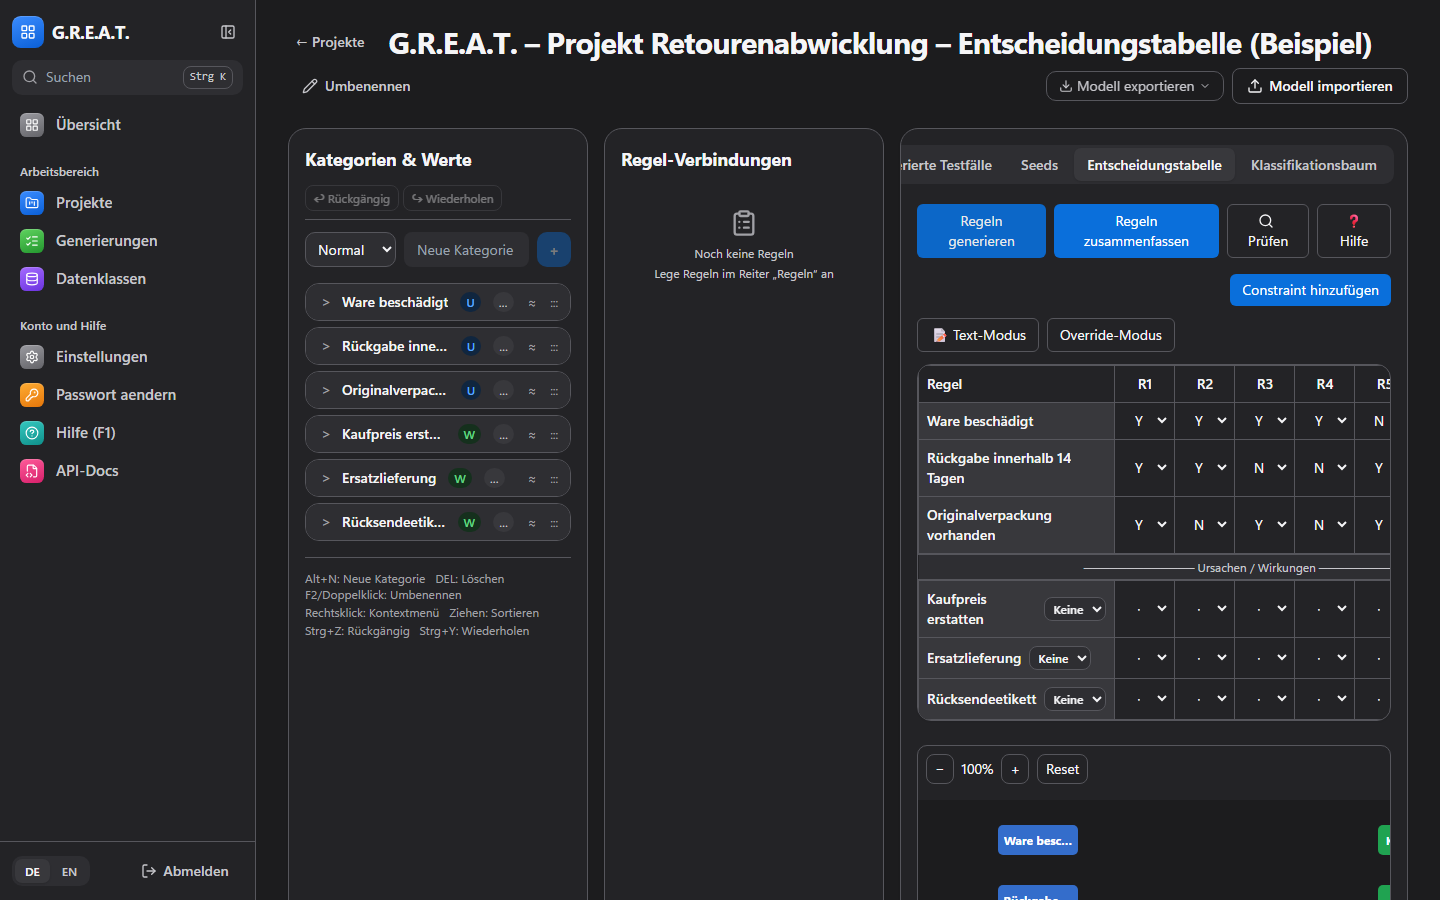 G.R.E.A.T.
Suchen
Strg K
Übersicht
Arbeitsbereich
Projekte
Generierungen
Datenklassen
Konto und Hilfe
Einstellungen
Passwort aendern
Hilfe (F1)
API-Docs
DE EN
Abmelden
← Projekte
G.R.E.A.T. – Projekt Retourenabwicklung – Entscheidungstabelle (Beispiel)
Umbenennen
Modell exportieren
Modell importieren
Kategorien & Werte
↩ Rückgängig ↪ Wiederholen
Normal Neue Kategorie +
> Ware beschädigt U ... ≈ :::
> Rückgabe inne... U ... ≈ :::
> Originalverpac... U ... ≈ :::
> Kaufpreis erst... W ... ≈ :::
> Ersatzlieferung W ... ≈ :::
> Rücksendeetik... W ... ≈ :::
Alt+N: Neue Kategorie DEL: Löschen
F2/Doppelklick: Umbenennen
Rechtsklick: Kontextmenü Ziehen: Sortieren
Strg+Z: Rückgängig Strg+Y: Wiederholen
Regel-Verbindungen
Noch keine Regeln
Lege Regeln im Reiter „Regeln“ an
erierte Testfälle Seeds Entscheidungstabelle Klassifikationsbaum
Regeln
generieren
Regeln
zusammenfassen
Prüfen
❓
Hilfe
Constraint hinzufügen
📝 Text-Modus Override-Modus
Regel R1 R2 R3 R4 R5
Ware beschädigt Y Y Y Y N
Rückgabe innerhalb 14
Tagen Y Y N N Y
Originalverpackung
vorhanden Y N Y N Y
Ursachen / Wirkungen
Kaufpreis
erstatten Keine · · · · ·
Ersatzlieferung Keine · · · · ·
Rücksendeetikett Keine · · · · ·
− 100% + Reset
Ware besc...